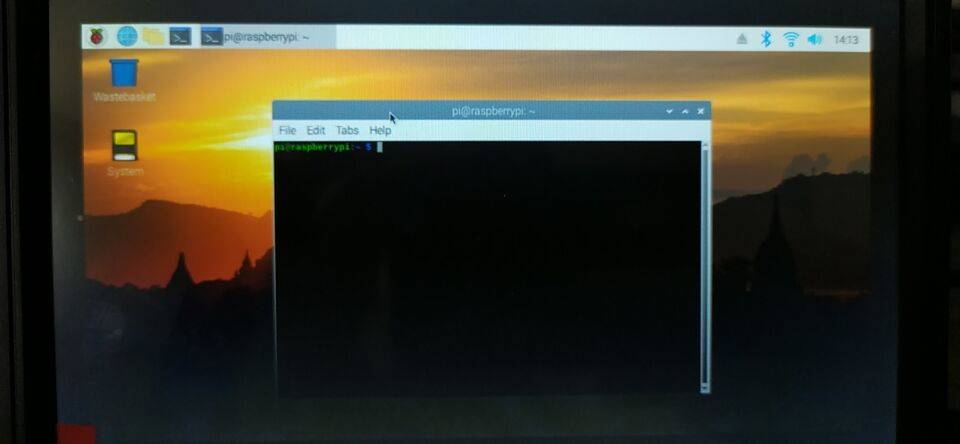 pi@raspberrypi: ~
14:13
Wastebasket
System
pi@raspberrypi: ~
File Edit Tabs Help
pi@raspberrypi:~ $